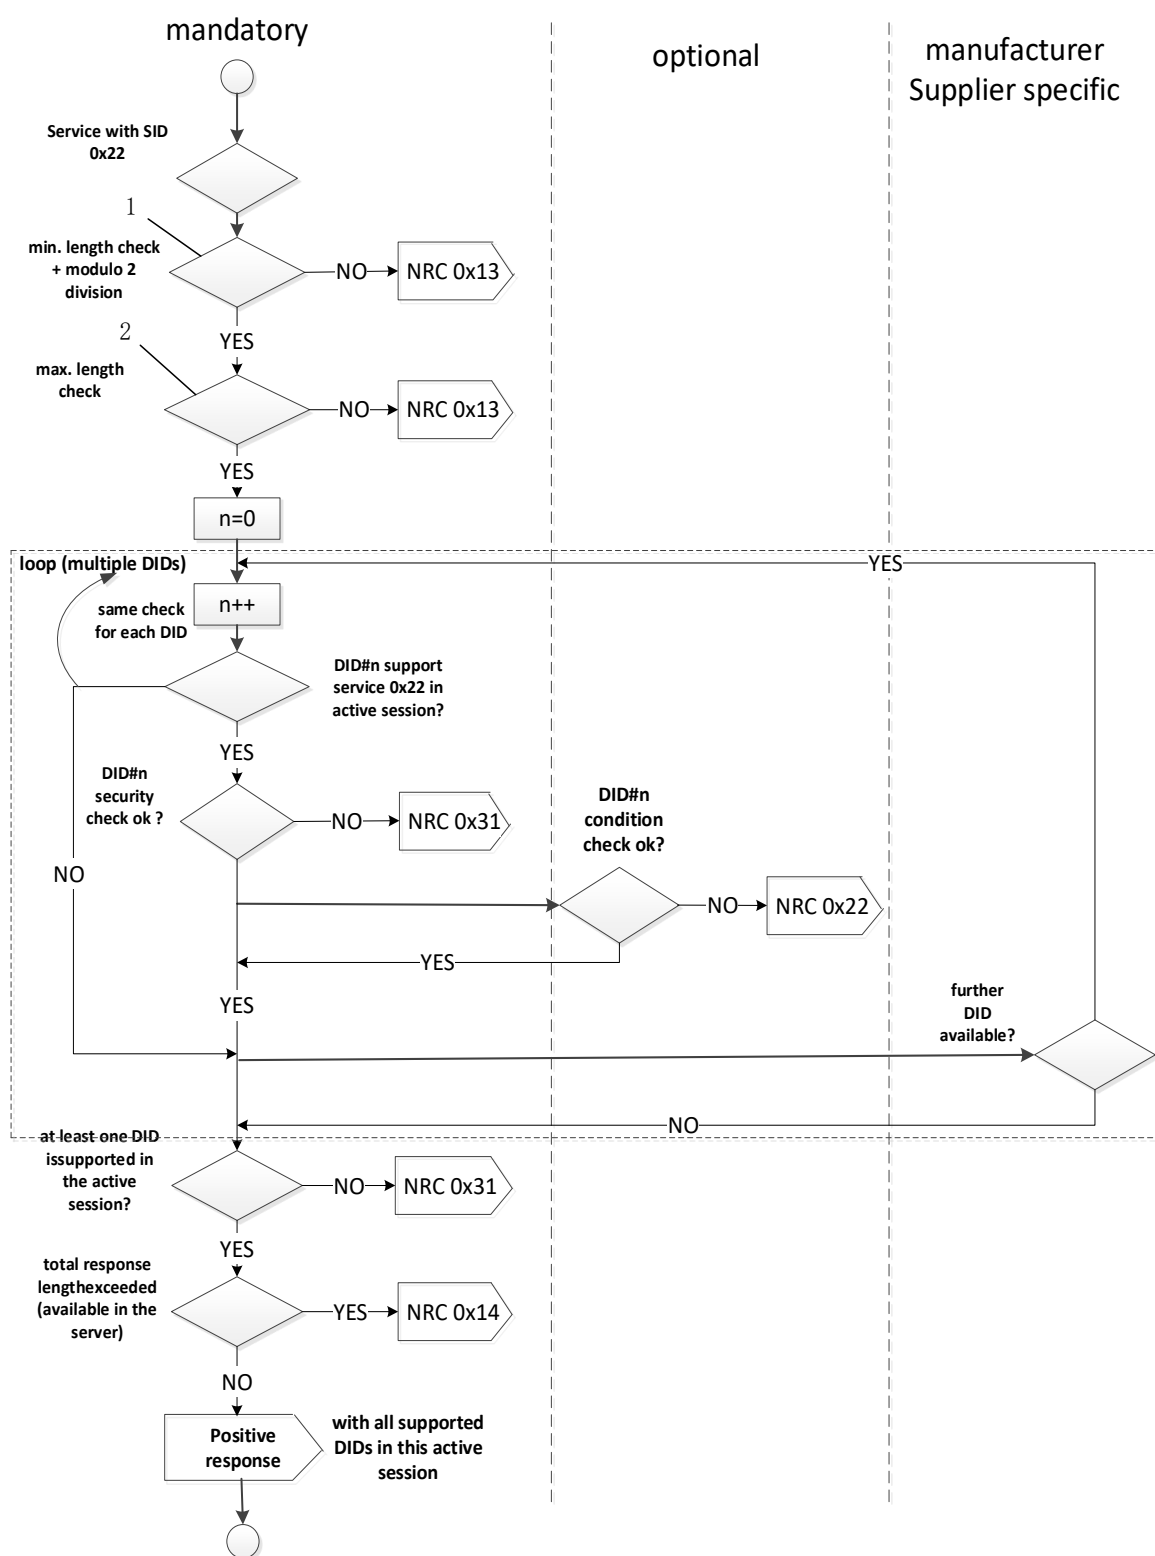 mandatory
optional
manufacturer
Supplier specific
Service with SID
0x22
1
min. length check
+ modulo 2
division
NO
NRC 0x13
YES
2
max. length
check
NO
NRC 0x13
YES
n=0
loop (multiple DIDs)
YES
n++
same check
for each DID
DID#n support
service 0x22 in
active session?
YES
DID#n
security
check ok ?
NO
NRC 0x31
DID#n
condition
check ok?
NO
NO
NRC 0x22
YES
YES
further
DID
available?
NO
at least one DID
issupported in
the active
session?
NO
NRC 0x31
YES
total response
lengthexceeded
(available in the
server)
YES
NRC 0x14
NO
Positive
response
with all supported
DIDs in this active
session